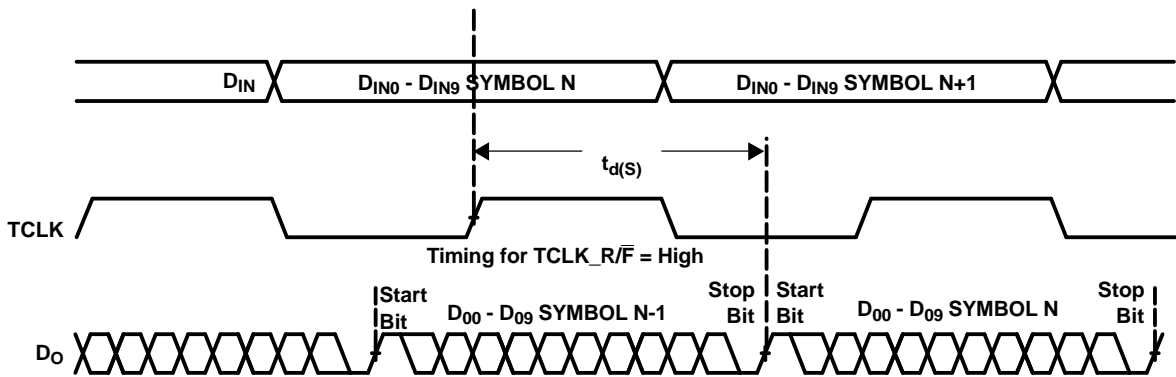 D_IN
D_IN0 - D_IN9 SYMBOL N
D_IN0 - D_IN9 SYMBOL N+1
t_d(S)
TCLK
Timing for TCLK_R/F̅ = High
Start
Bit
D_00 - D_09 SYMBOL N-1
Stop
Bit
Start
Bit
D_00 - D_09 SYMBOL N
Stop
Bit
D_O